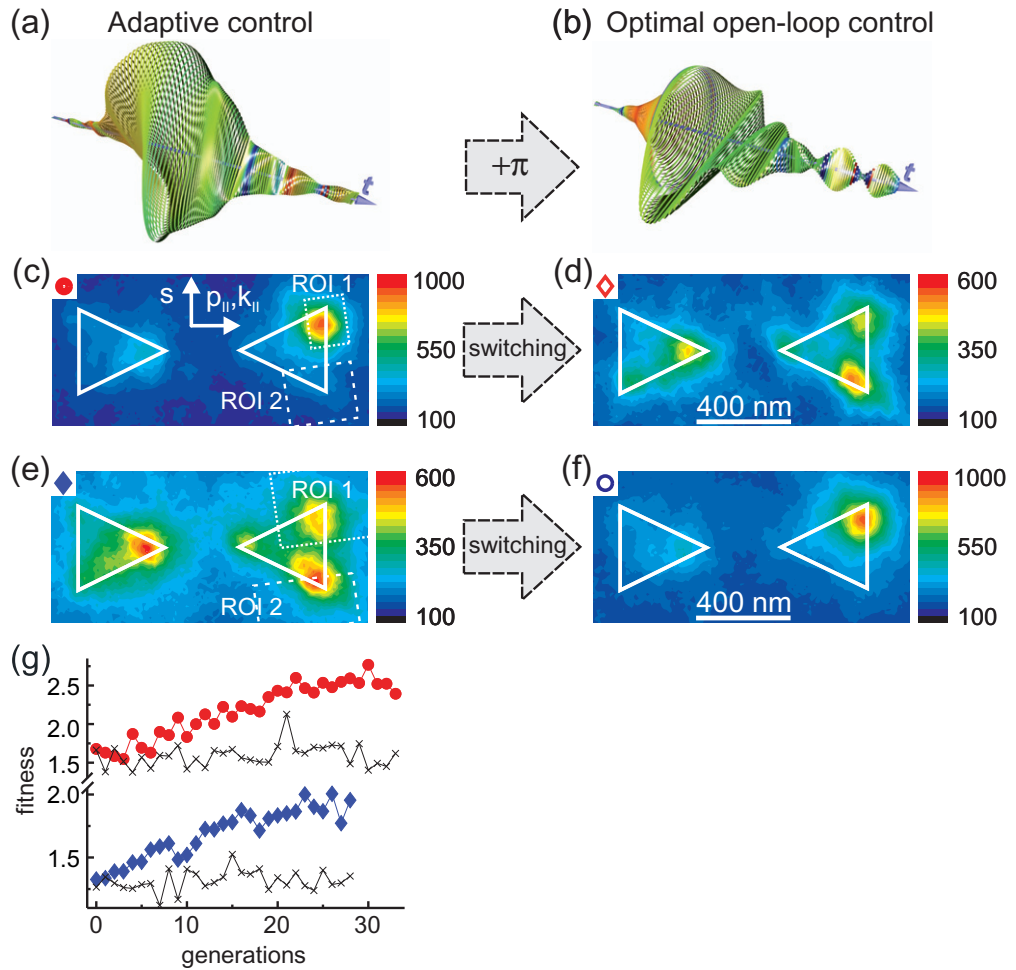 (a) Adaptive control
(b) Optimal open-loop control
+π
t
t
(c)
s
p||,k||
ROI 1
ROI 2
1000
550
100
switching
(d)
400 nm
600
350
100
(e)
ROI 1
ROI 2
600
350
100
switching
(f)
400 nm
1000
550
100
(g)
2.5
2.0
1.5
2.0
1.5
fitness
0 10 20 30
generations